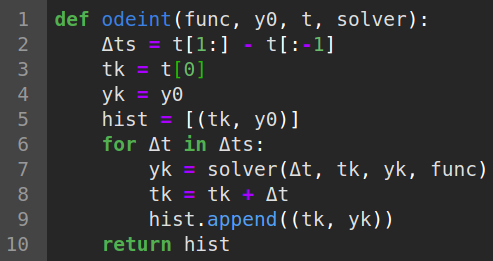 1 def odeint(func, y0, t, solver):
2     Δts = t[1:] - t[:-1]
3     tk = t[0]
4     yk = y0
5     hist = [(tk, y0)]
6     for Δt in Δts:
7         yk = solver(Δt, tk, yk, func)
8         tk = tk + Δt
9         hist.append((tk, yk))
10     return hist